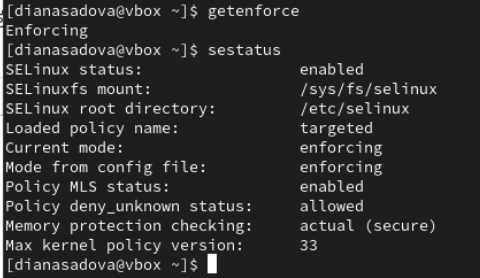 [dianasadova@vbox ~]$ getenforce
Enforcing
[dianasadova@vbox ~]$ sestatus
SELinux status:                 enabled
SELinuxfs mount:                /sys/fs/selinux
SELinux root directory:         /etc/selinux
Loaded policy name:             targeted
Current mode:                   enforcing
Mode from config file:          enforcing
Policy MLS status:              enabled
Policy deny_unknown status:     allowed
Memory protection checking:     actual (secure)
Max kernel policy version:      33
[dianasadova@vbox ~]$